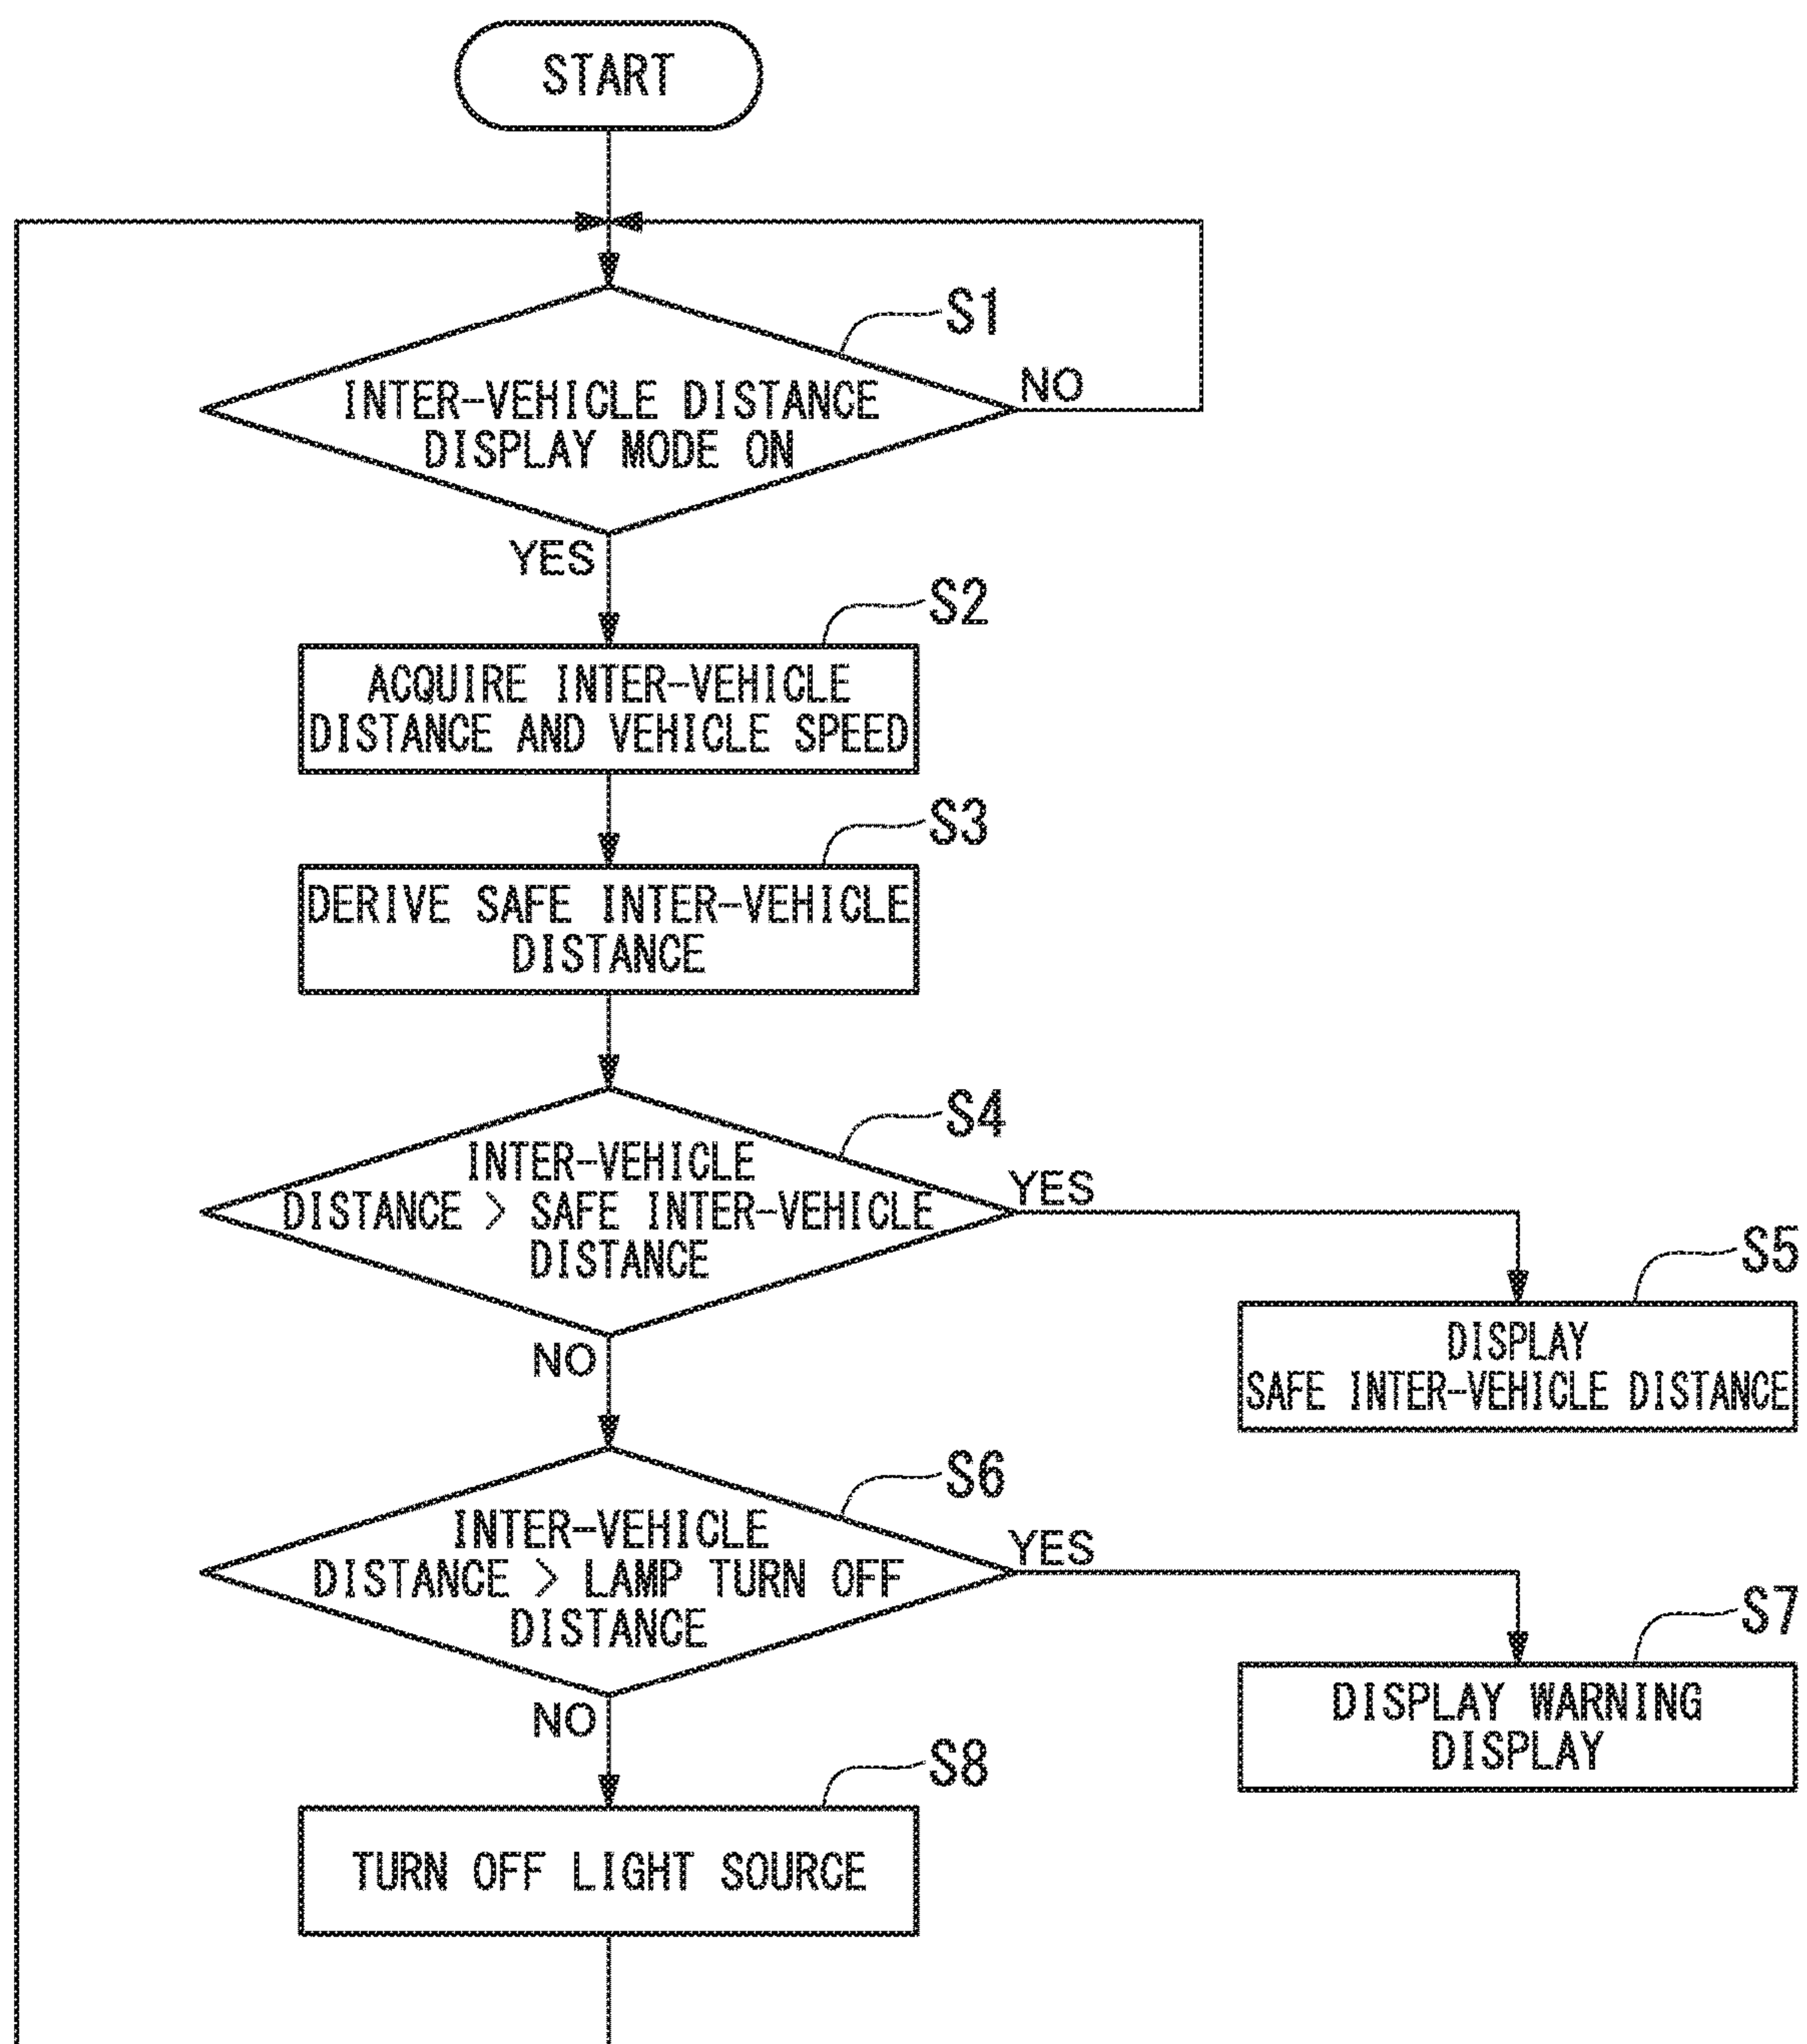 START
S1
INTER-VEHICLE DISTANCE
DISPLAY MODE ON
NO
YES
S2
ACQUIRE INTER-VEHICLE
DISTANCE AND VEHICLE SPEED
S3
DERIVE SAFE INTER-VEHICLE
DISTANCE
S4
INTER-VEHICLE
DISTANCE > SAFE INTER-VEHICLE
DISTANCE
YES
S5
DISPLAY
SAFE INTER-VEHICLE DISTANCE
NO
S6
INTER-VEHICLE
DISTANCE > LAMP TURN OFF
DISTANCE
YES
S7
DISPLAY WARNING
DISPLAY
NO
S8
TURN OFF LIGHT SOURCE